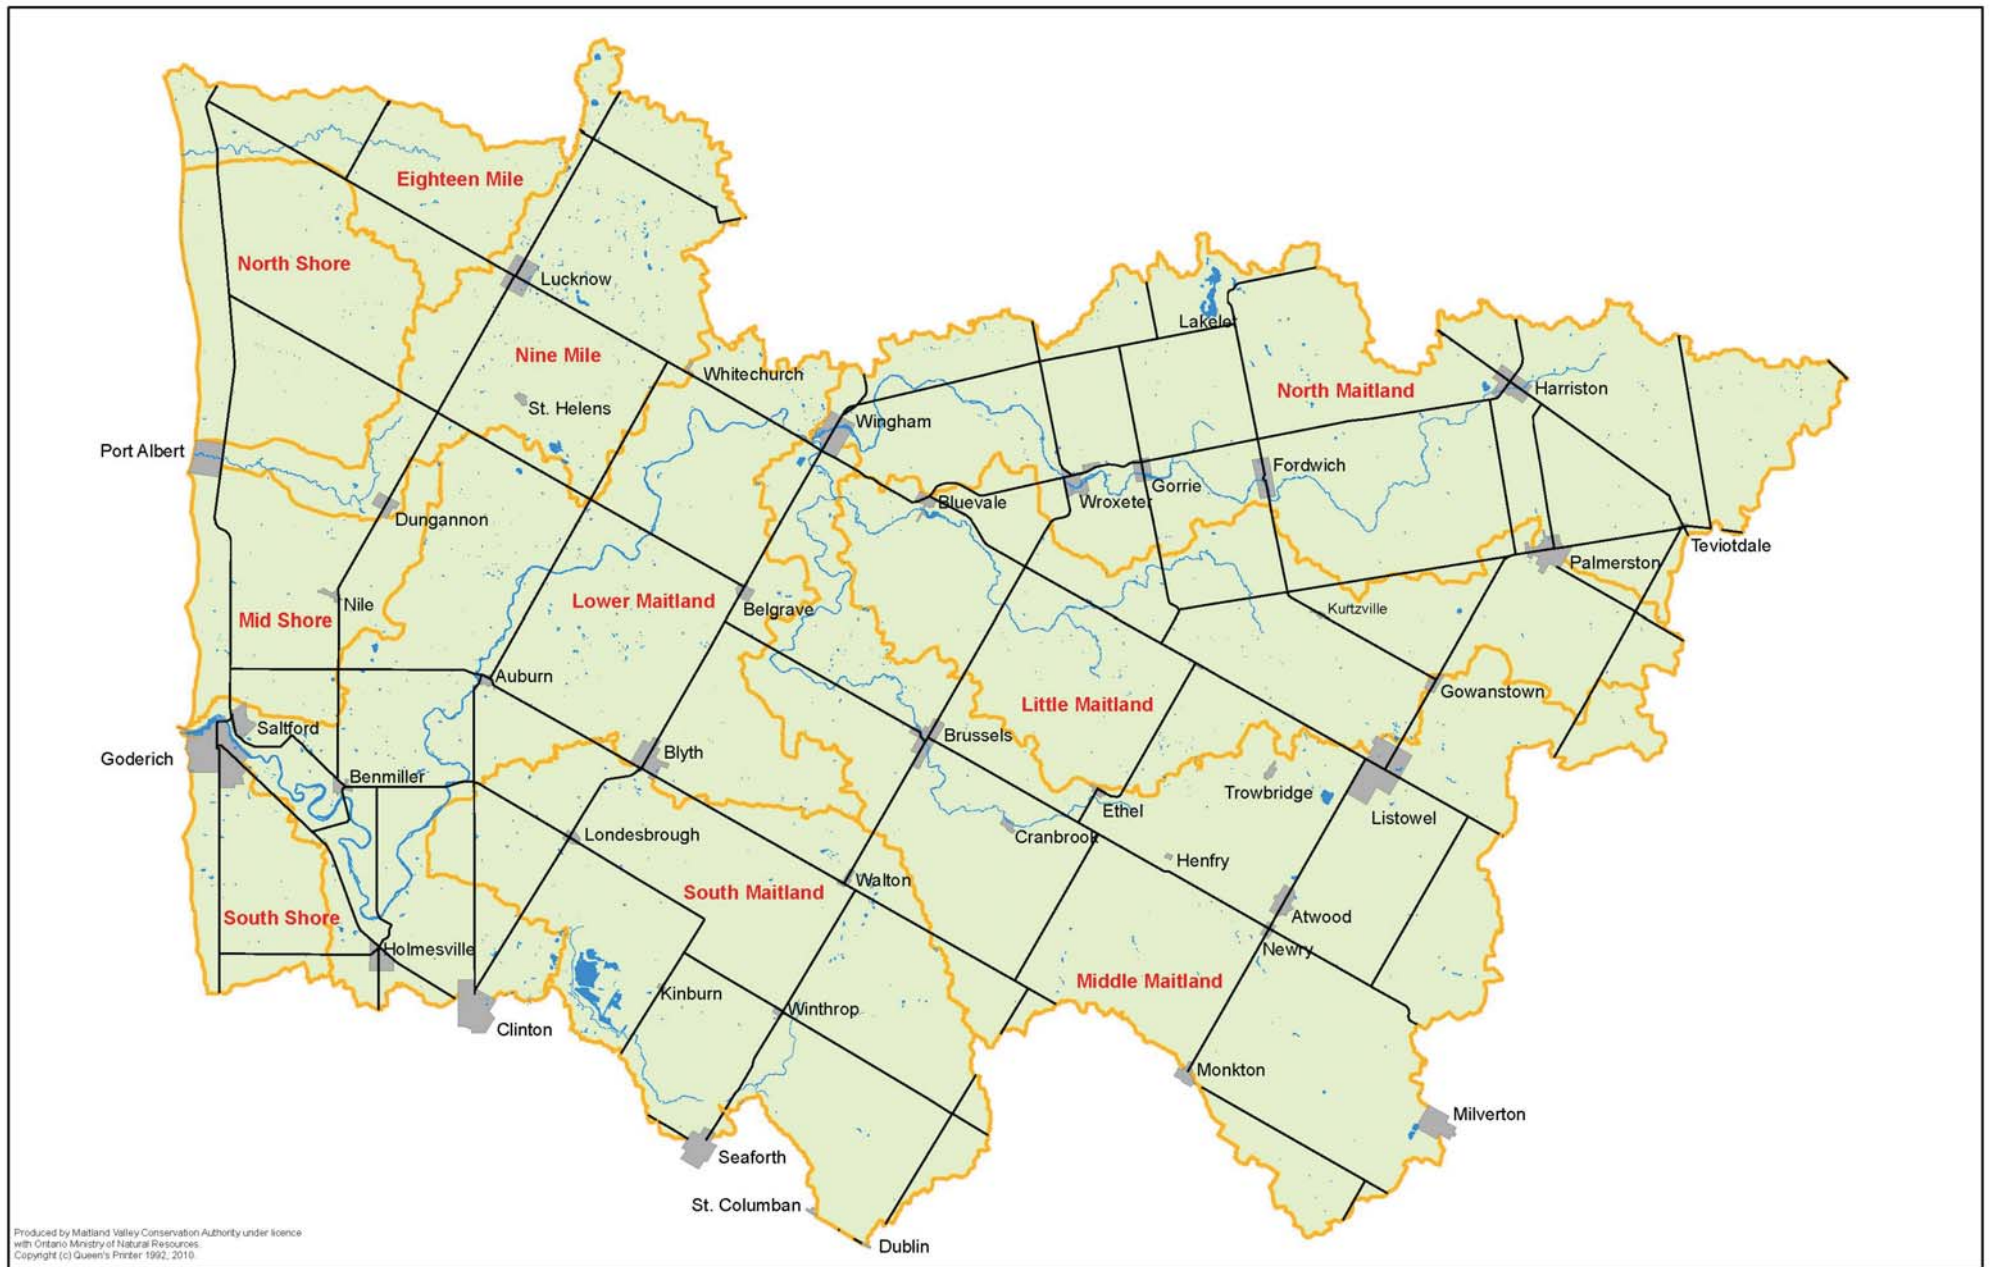 Eighteen Mile
North Shore
Lucknow
Lakelet
Nine Mile
Whitechurch
North Maitland
Harriston
St. Helens
Wingham
Port Albert
Fordwich
Gorrie
Bluevale
Wroxeter
Dungannon
Teviotdale
Palmerston
Nile
Lower Maitland
Belgrave
Kurtzville
Mid Shore
Auburn
Gowanstown
Little Maitland
Saltford
Brussels
Goderich
Blyth
Benmiller
Trowbridge
Ethel
Listowel
Londesbrough
Cranbrook
Henfry
Walton
South Maitland
South Shore
Atwood
Holmesville
Newry
Middle Maitland
Kinburn
Winthrop
Clinton
Monkton
Milverton
Seaforth
St. Columban
Dublin
Produced by Maitland Valley Conservation Authority under licence
with Ontario Ministry of Natural Resources.
Copyright (c) Queen's Printer 1992, 2010.